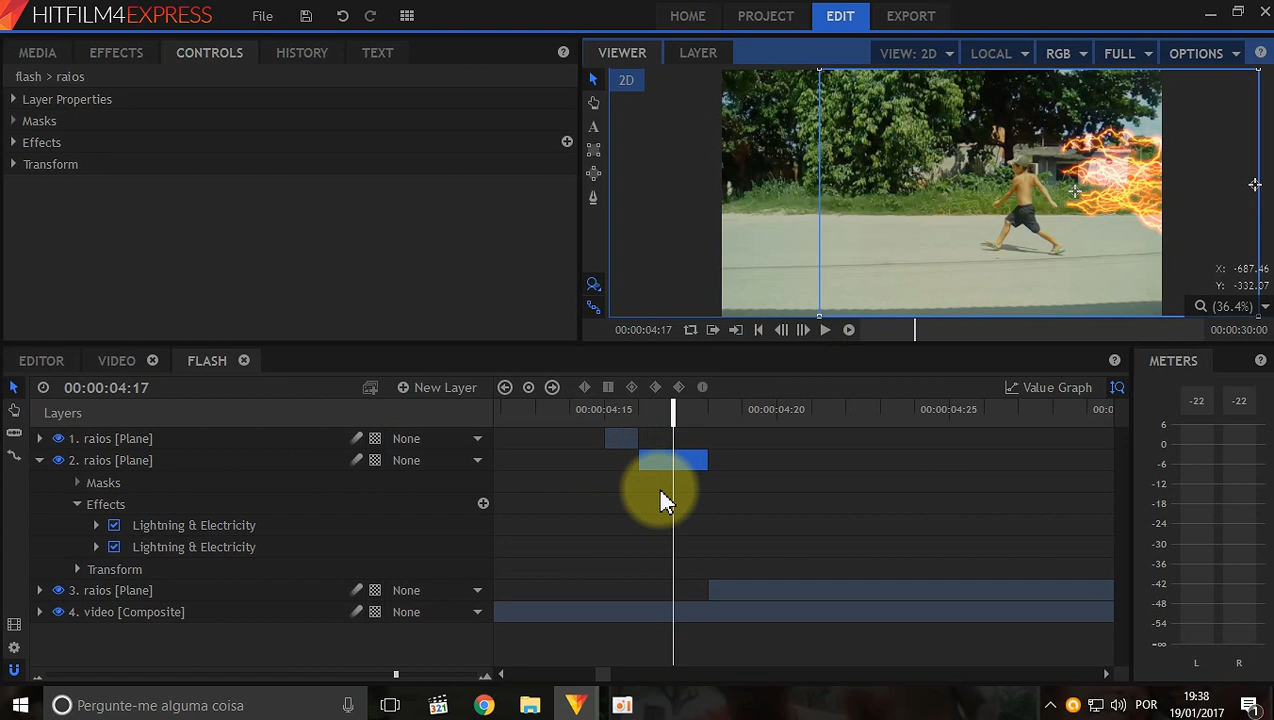 HITFILM4EXPRESS
File
HOME
PROJECT
EDIT
EXPORT
MEDIA
EFFECTS
CONTROLS
HISTORY
TEXT
VIEWER
LAYER
VIEW: 2D
LOCAL
RGB
FULL
OPTIONS
flash > raios
2D
Layer Properties
Masks
Effects
Transform
X: -687.46
Y: -332.07
(36.4%)
00:00:04:17
00:00:30:00
EDITOR
VIDEO
FLASH
METERS
00:00:04:17
New Layer
Value Graph
-22
-22
Layers
00:00:04:15
00:00:04:20
00:00:04:25
00:0
1. raios [Plane]
None
2. raios [Plane]
None
Masks
Effects
Lightning & Electricity
Lightning & Electricity
Transform
3. raios [Plane]
None
4. video [Composite]
None
6
0
-6
-12
-18
-24
-30
-36
-42
-48
-54
-∞
L
R
Pergunte-me alguma coisa
321
POR
19:38
19/01/2017
1